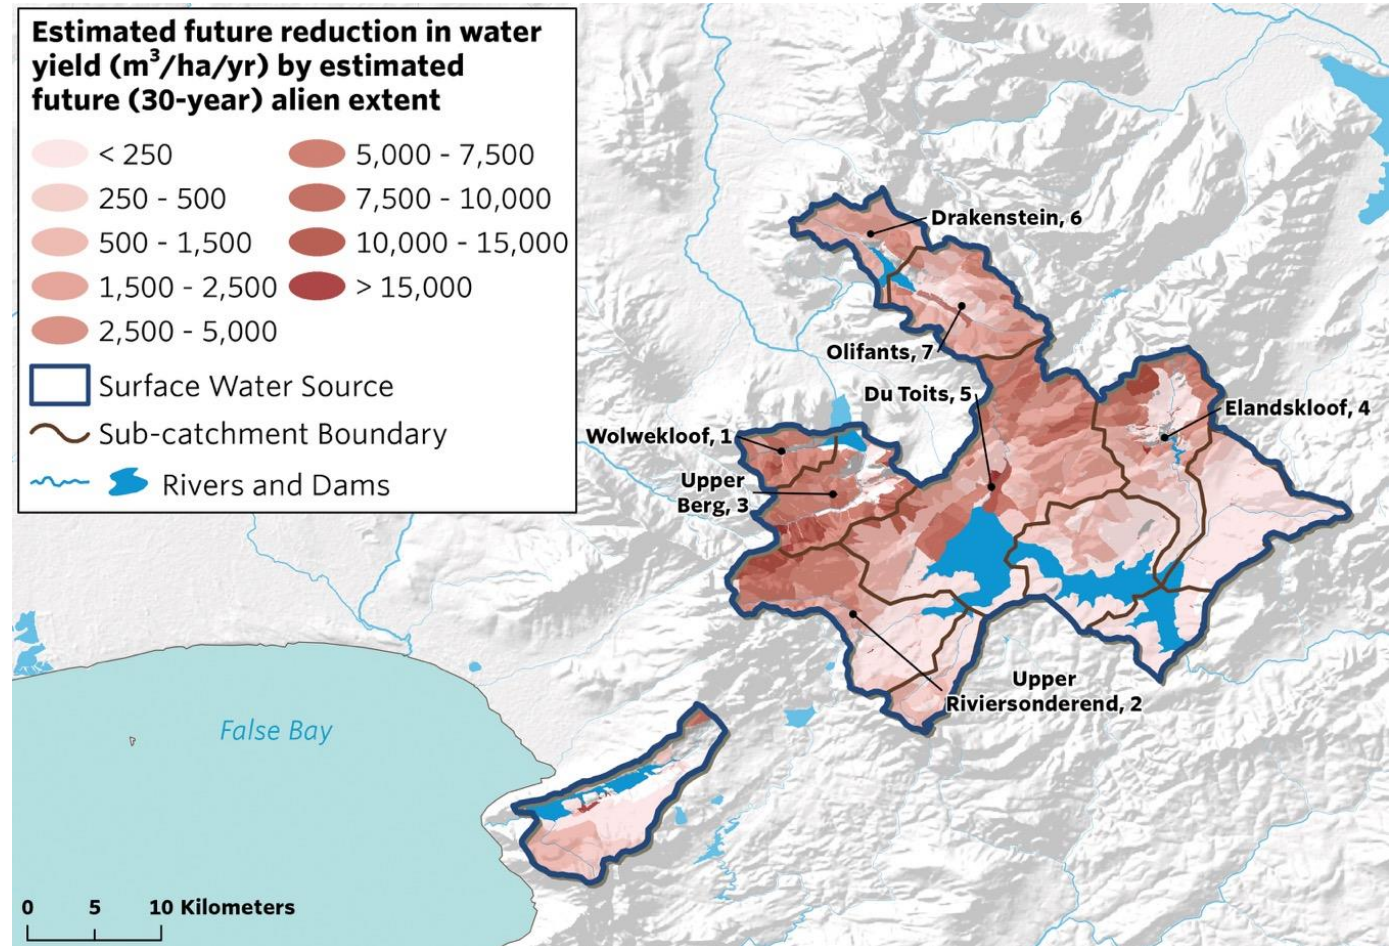 Estimated future reduction in water
yield (m³/ha/yr) by estimated
future (30-year) alien extent
< 250
250 - 500
500 - 1,500
1,500 - 2,500
2,500 - 5,000
5,000 - 7,500
7,500 - 10,000
10,000 - 15,000
> 15,000
Surface Water Source
Sub-catchment Boundary
Rivers and Dams
Drakenstein, 6
Olifants, 7
Du Toits, 5
Elandskloof, 4
Wolwekloof, 1
Upper
Berg, 3
Upper
Riviersonderend, 2
False Bay
0 5 10 Kilometers